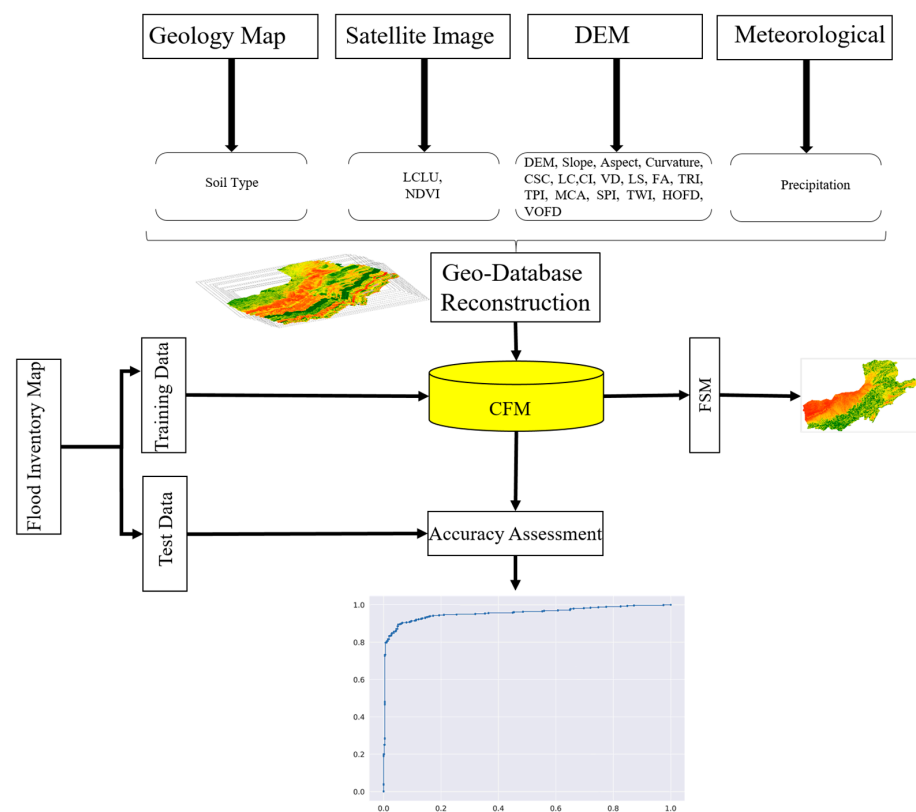 Geology Map
Satellite Image
DEM
Meteorological
Soil Type
LCLU,
NDVI
DEM, Slope, Aspect, Curvature,
CSC, LC,CI, VD, LS, FA, TRI,
TPI, MCA, SPI, TWI, HOFD,
VOFD
Precipitation
Geo-Database
Reconstruction
Flood Inventory Map
Training Data
CFM
FSM
Test Data
Accuracy Assessment
1.0
0.8
0.6
0.4
0.2
0.0
0.0
0.2
0.4
0.6
0.8
1.0